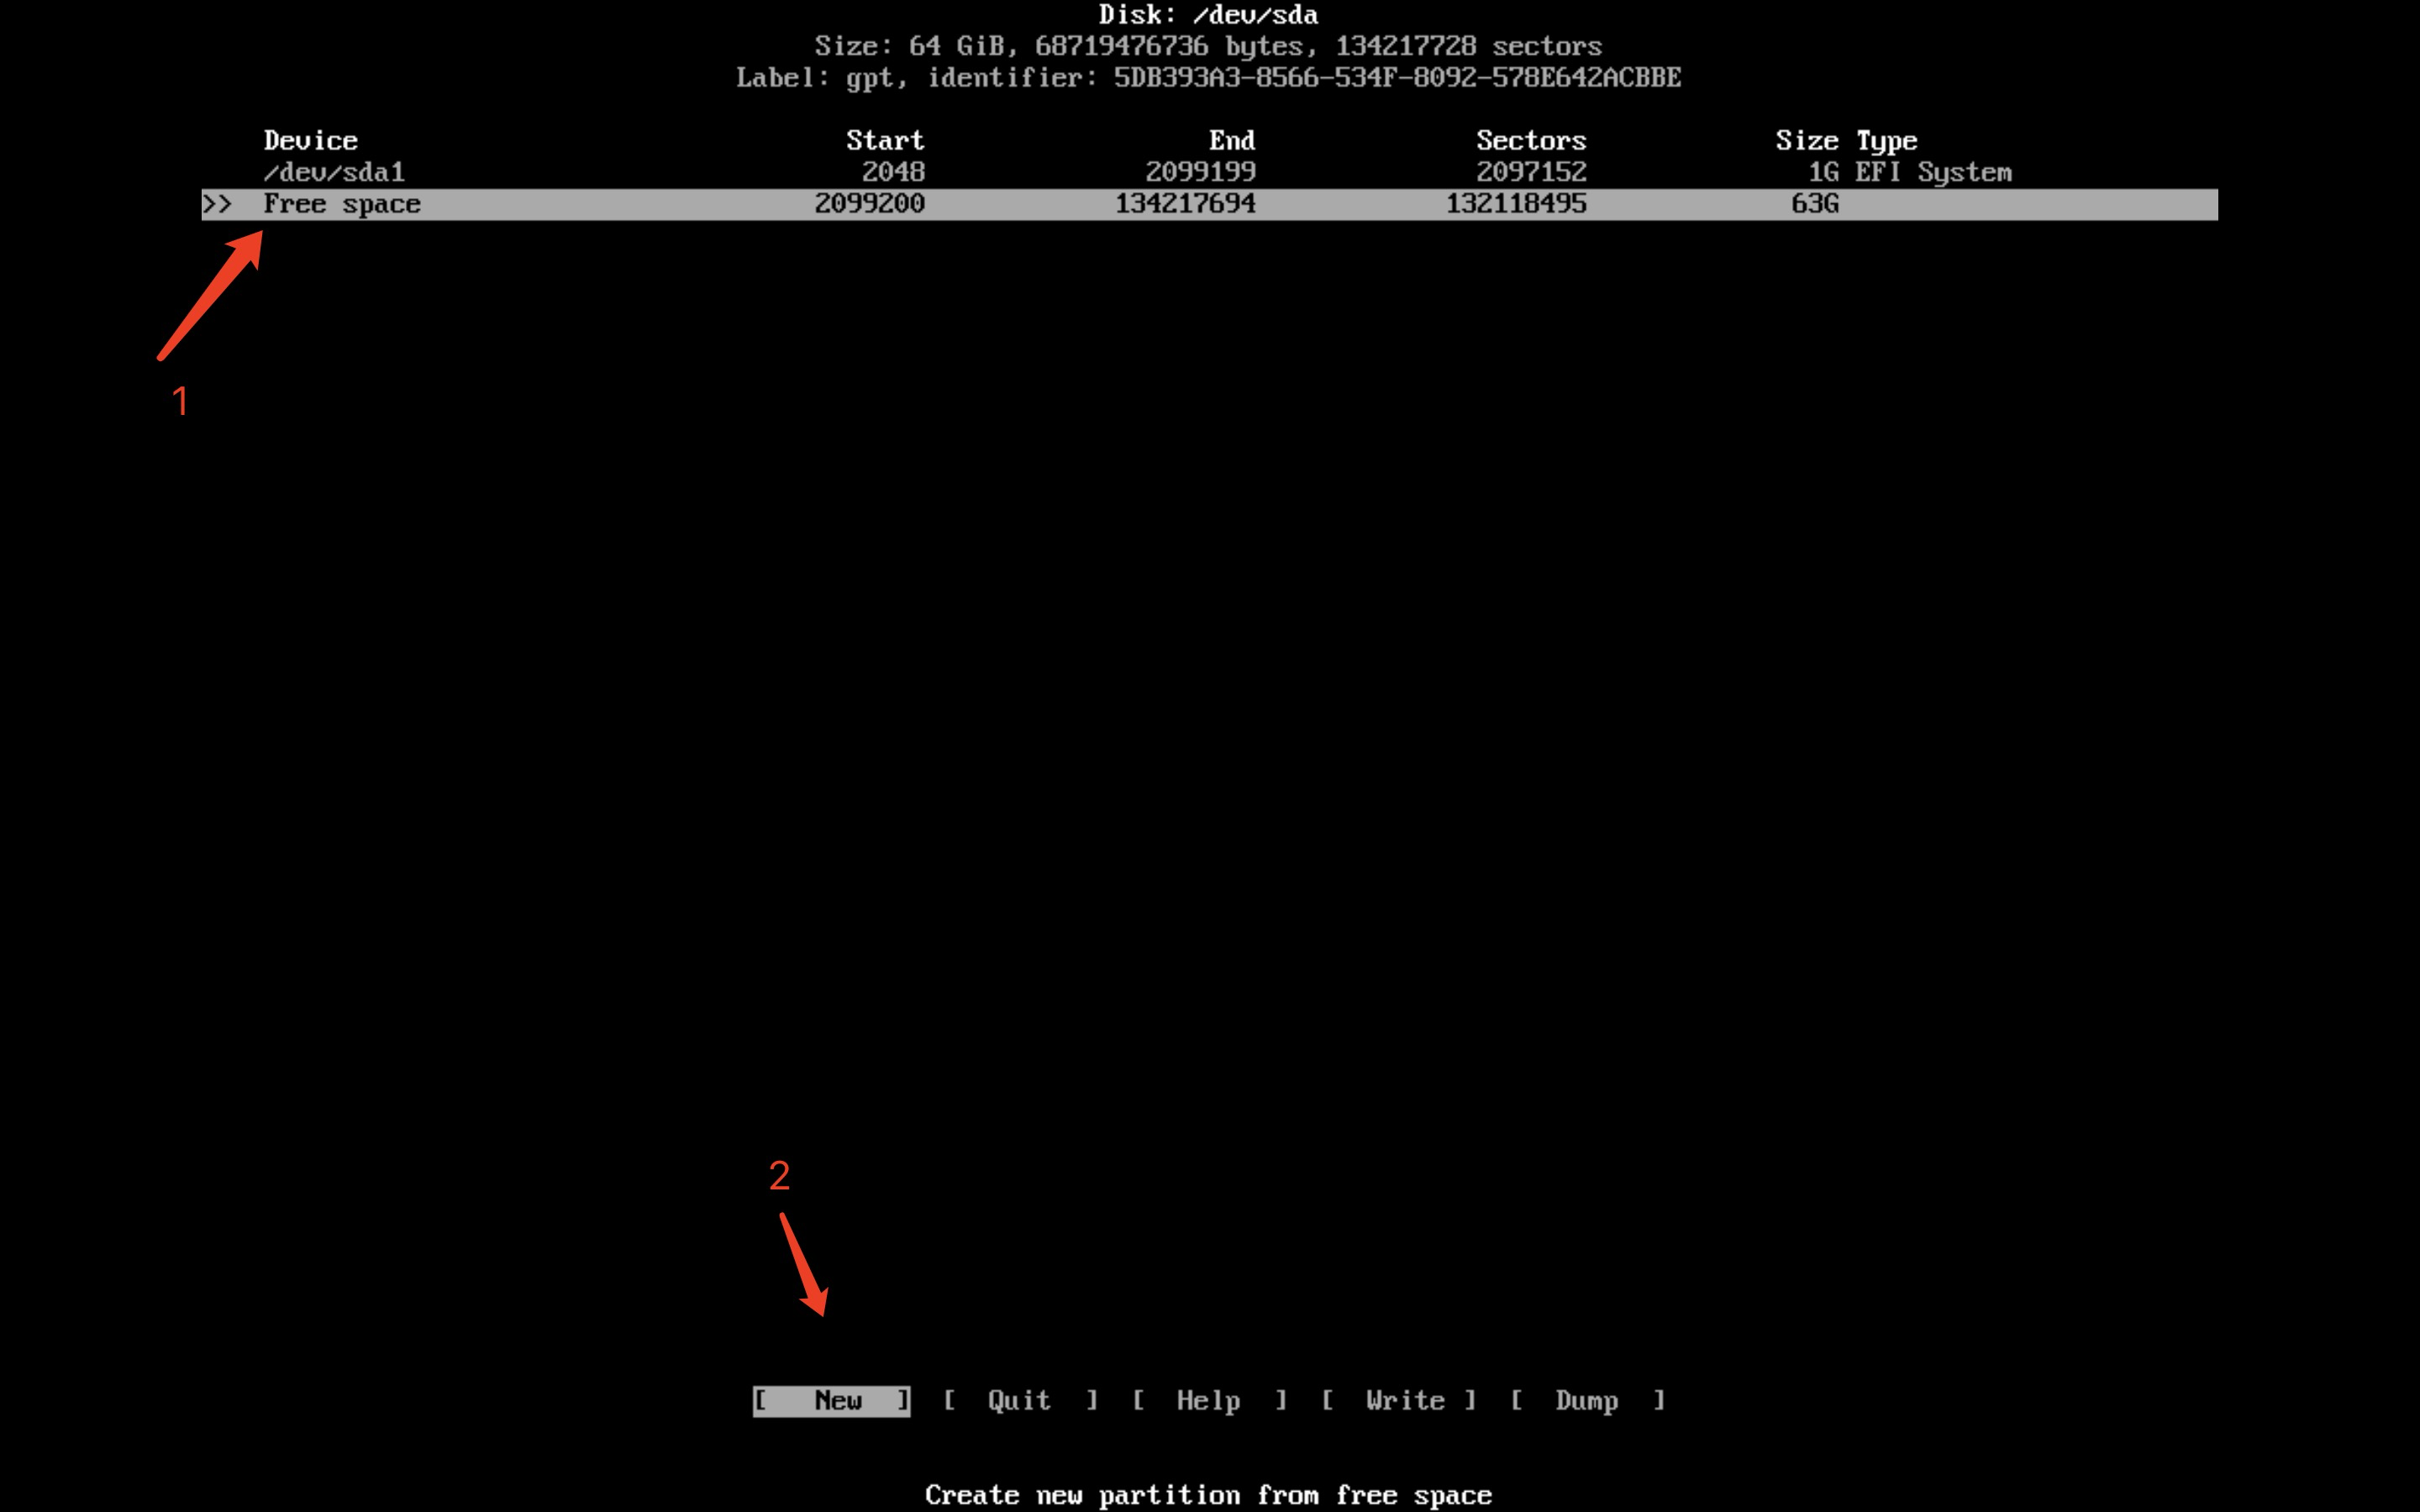 Disk: /dev/sda
Size: 64 GiB, 68719476736 bytes, 134217728 sectors
Label: gpt, identifier: 5DB393A3-8566-534F-8092-578E642ACBBE
Device Start End Sectors Size Type
/dev/sda1 2048 2099199 2097152 1G EFI System
>> Free space 2099200 134217694 132118495 63G
1
2
[ New ] [ Quit ] [ Help ] [ Write ] [ Dump ]
Create new partition from free space